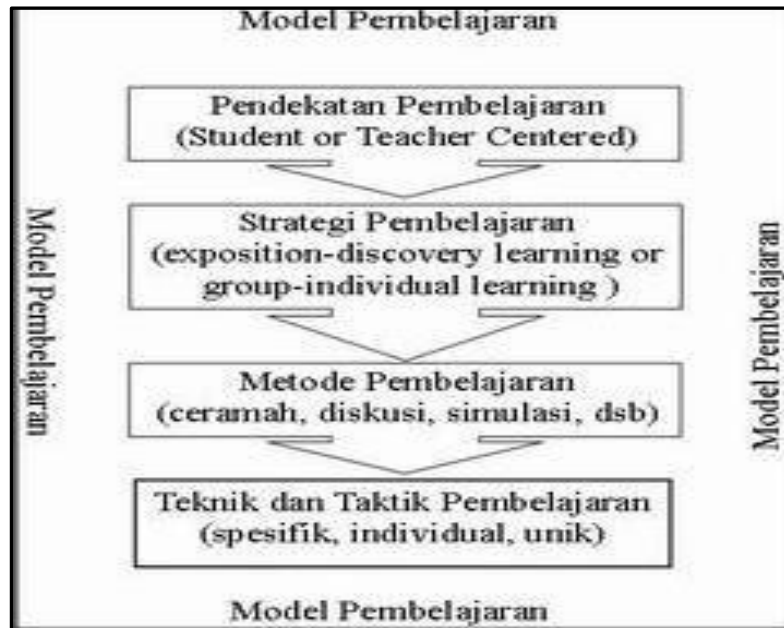 Model Pembelajaran
Pendekatan Pembelajaran
(Student or Teacher Centered)
Strategi Pembelajaran
(exposition-discovery learning or
group-individual learning )
Metode Pembelajaran
(ceramah, diskusi, simulasi, dsb)
Teknik dan Taktik Pembelajaran
(spesifik, individual, unik)
Model Pembelajaran
Model Pembelajaran
Model Pembelajaran